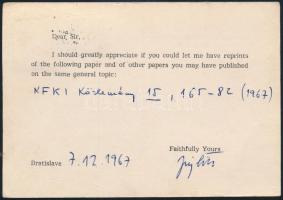 Dear Sir,
I should greatly appreciate if you could let me have reprints
of the following paper and of other papers you may have published
on the same general topic:
NFKI Közlemény 15, 165-82 (1967)
Faithfully Yours
Bratislava 7.12.1967